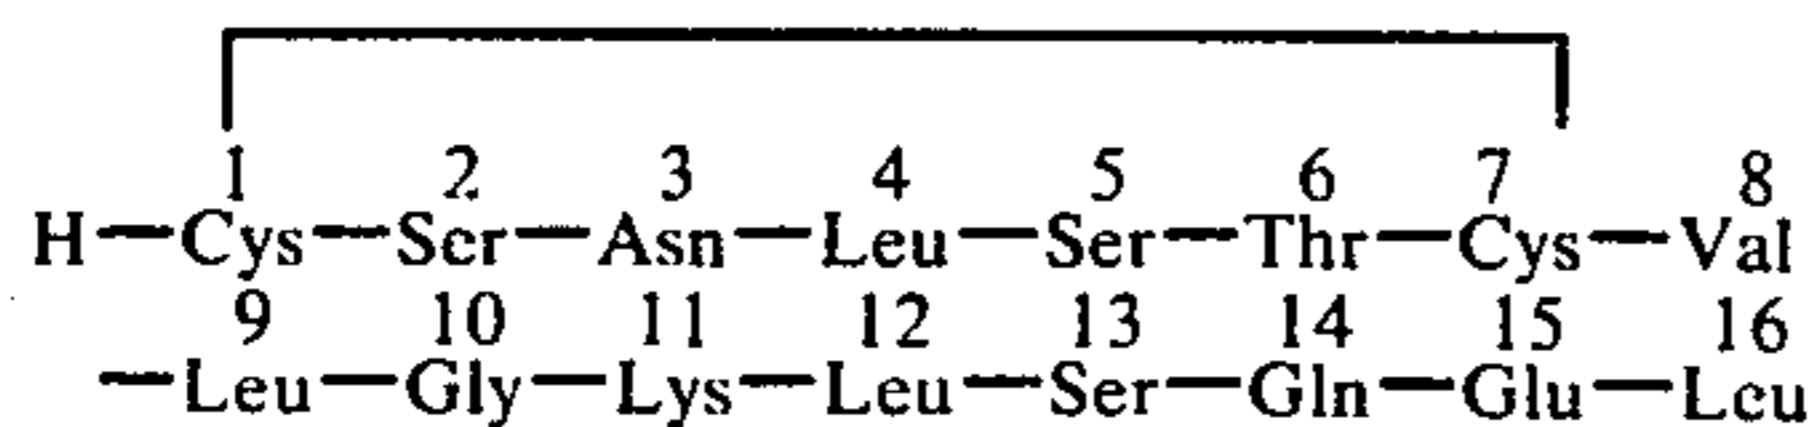 1 2 3 4 5 6 7 8
H—Cys—Ser—Asn—Leu—Ser—Thr—Cys—Val
9 10 11 12 13 14 15 16
—Leu—Gly—Lys—Leu—Ser—Gln—Glu—Leu